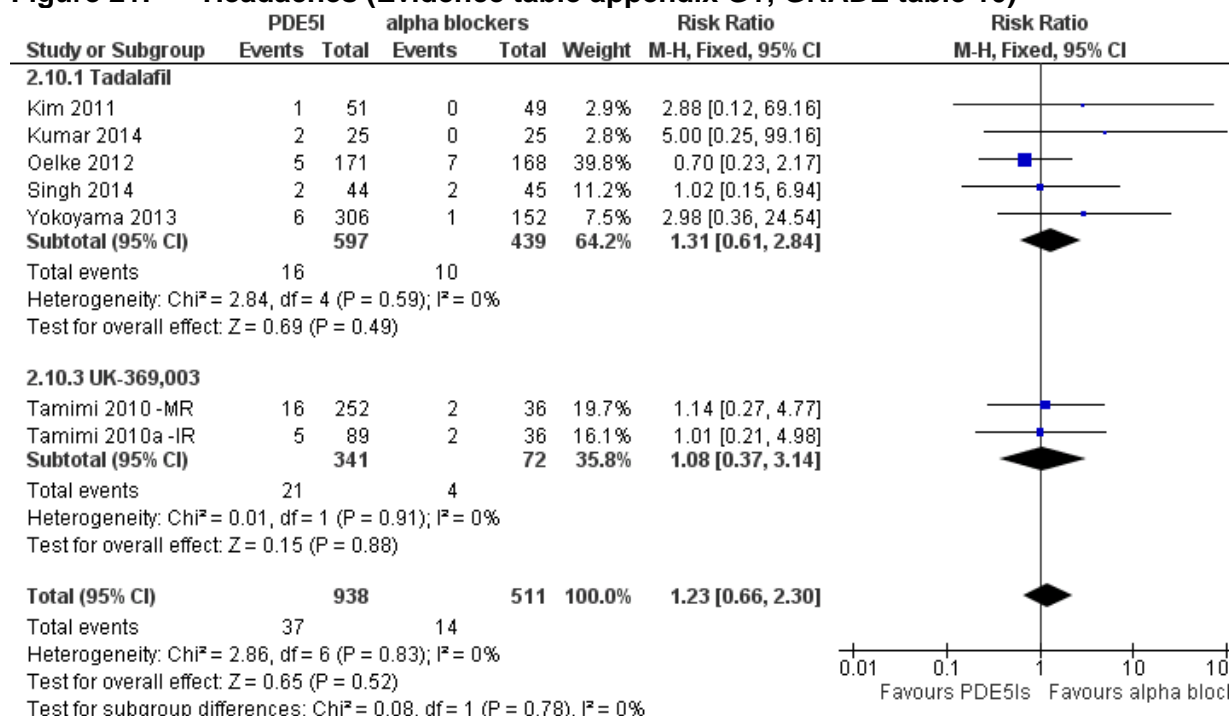 Figure 21: Headaches (Evidence table appendix G1, GRADE table 10)
PDE5I alpha blockers Risk Ratio Risk Ratio
Study or Subgroup Events Total Events Total Weight M-H, Fixed, 95% CI M-H, Fixed, 95% CI
2.10.1 Tadalafil
Kim 2011 1 51 0 49 2.9% 2.88 [0.12, 69.16]
Kumar 2014 2 25 0 25 2.8% 5.00 [0.25, 99.16]
Oelke 2012 5 171 7 168 39.8% 0.70 [0.23, 2.17]
Singh 2014 2 44 2 45 11.2% 1.02 [0.15, 6.94]
Yokoyama 2013 6 306 1 152 7.5% 2.98 [0.36, 24.54]
Subtotal (95% CI) 597 439 64.2% 1.31 [0.61, 2.84]
Total events 16 10
Heterogeneity: Chi² = 2.84, df = 4 (P = 0.59); I² = 0%
Test for overall effect: Z = 0.69 (P = 0.49)
2.10.3 UK-369,003
Tamimi 2010 -MR 16 252 2 36 19.7% 1.14 [0.27, 4.77]
Tamimi 2010a -IR 5 89 2 36 16.1% 1.01 [0.21, 4.98]
Subtotal (95% CI) 341 72 35.8% 1.08 [0.37, 3.14]
Total events 21 4
Heterogeneity: Chi² = 0.01, df = 1 (P = 0.91); I² = 0%
Test for overall effect: Z = 0.15 (P = 0.88)
Total (95% CI) 938 511 100.0% 1.23 [0.66, 2.30]
Total events 37 14
Heterogeneity: Chi² = 2.86, df = 6 (P = 0.83); I² = 0%
Test for overall effect: Z = 0.65 (P = 0.52)
Test for subgroup differences: Chi² = 0.08, df = 1 (P = 0.78), I² = 0%
0.01 0.1 1 10 10
Favours PDE5Is Favours alpha block